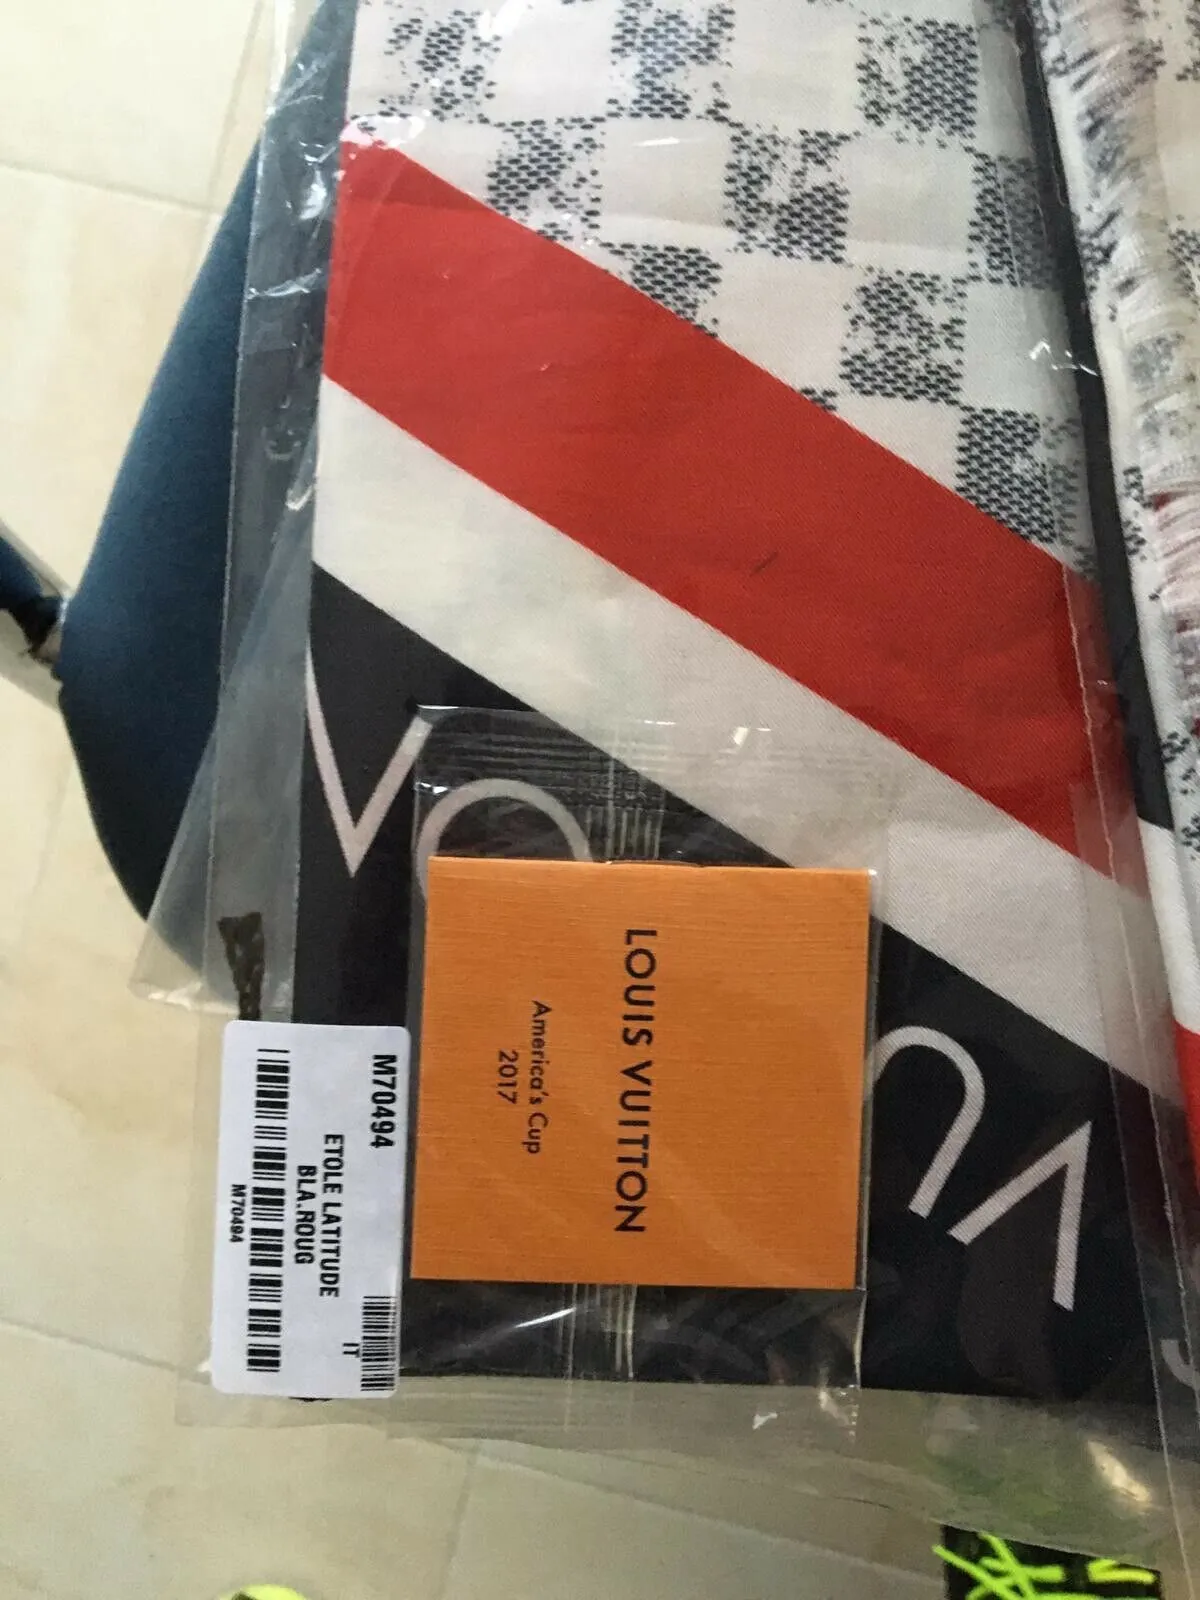 LOUIS VUITTON
America's Cup
2017
M70494
ETOLE LATITUDE
BLA.ROUG
M70494
IT